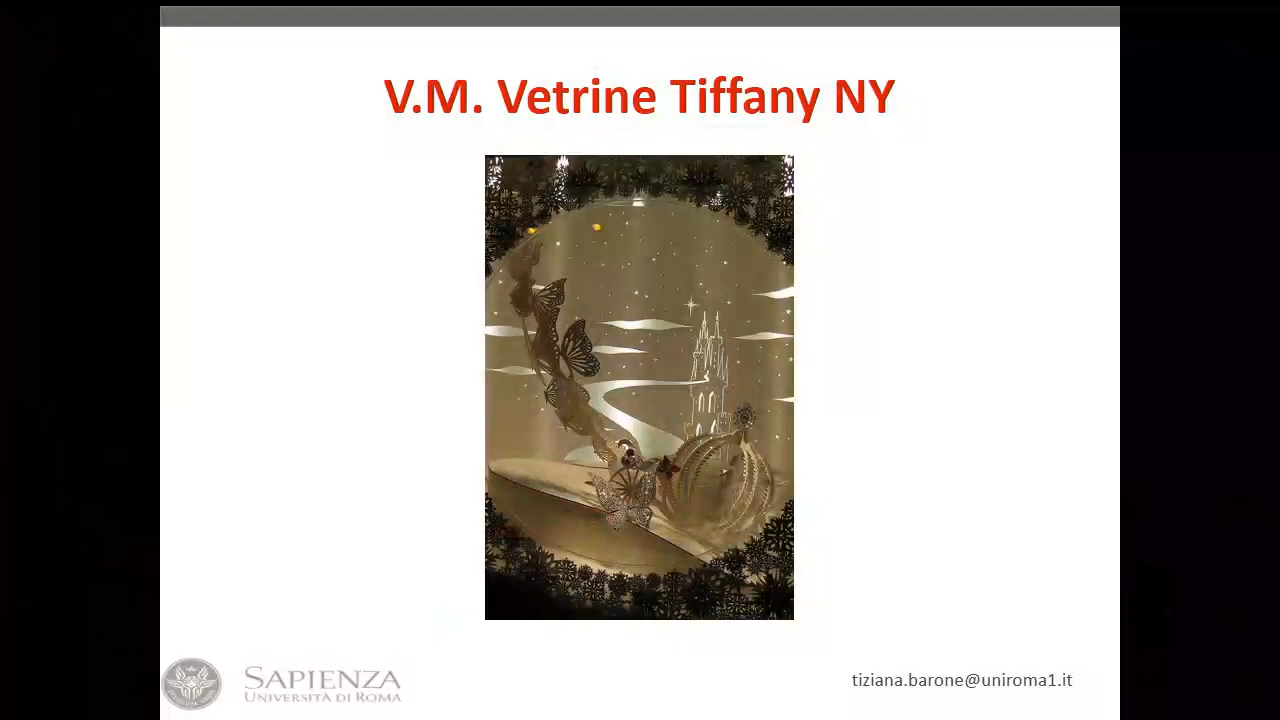 V.M. Vetrine Tiffany NY
SAPIENZA
UNIVERSITÀ DI ROMA
tiziana.barone@uniroma1.it